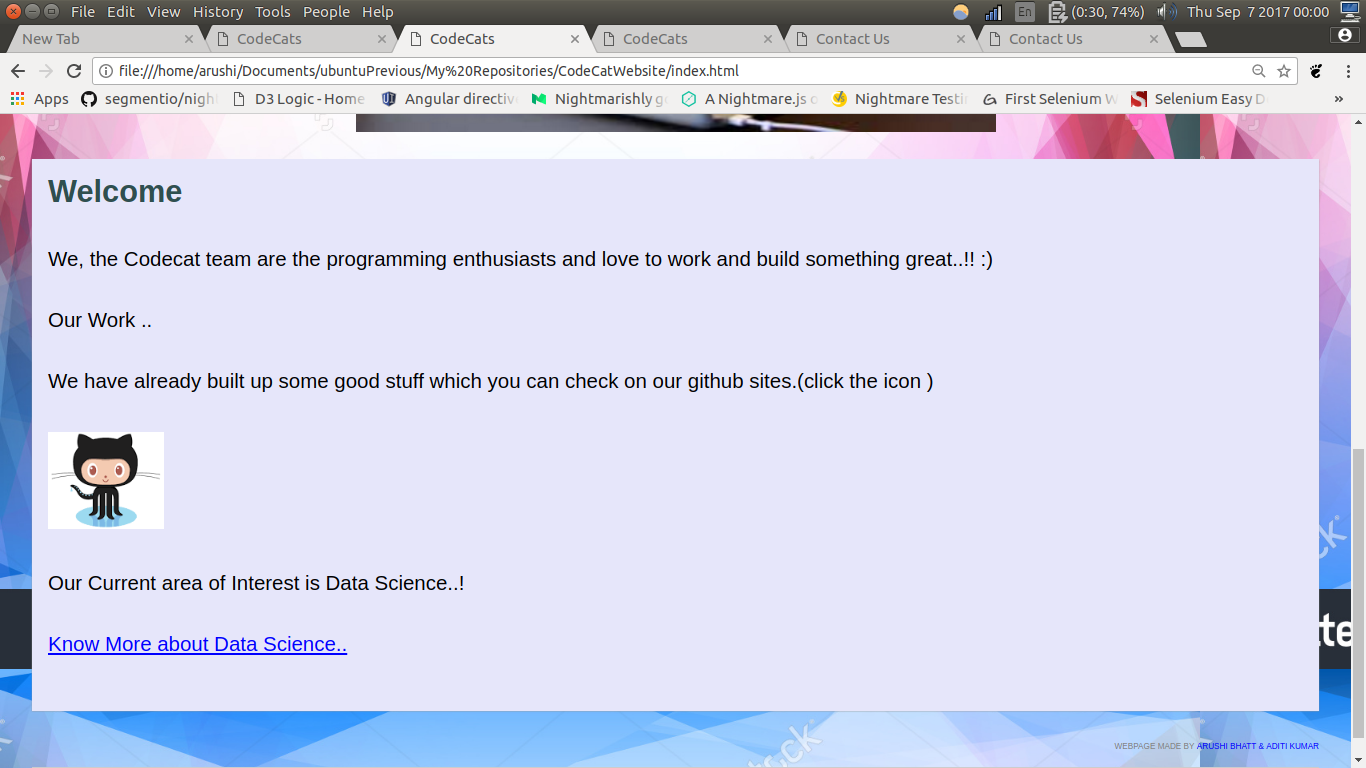 File Edit View History Tools People Help
En (0:30, 74%) Thu Sep 7 2017 00:00
New Tab CodeCats CodeCats CodeCats Contact Us Contact Us
file:///home/arushi/Documents/ubuntuPrevious/My%20Repositories/CodeCatWebsite/index.html
Apps segmentio/nigh D3 Logic - Home Angular directiv Nightmarishly A Nightmare.js Nightmare Testi First Selenium Selenium Easy »
Welcome
We, the Codecat team are the programming enthusiasts and love to work and build something great..!! :)
Our Work ..
We have already built up some good stuff which you can check on our github sites.(click the icon )
Our Current area of Interest is Data Science..!
Know More about Data Science..
WEBPAGE MADE BY ARUSHI BHATT & ADITI KUMAR